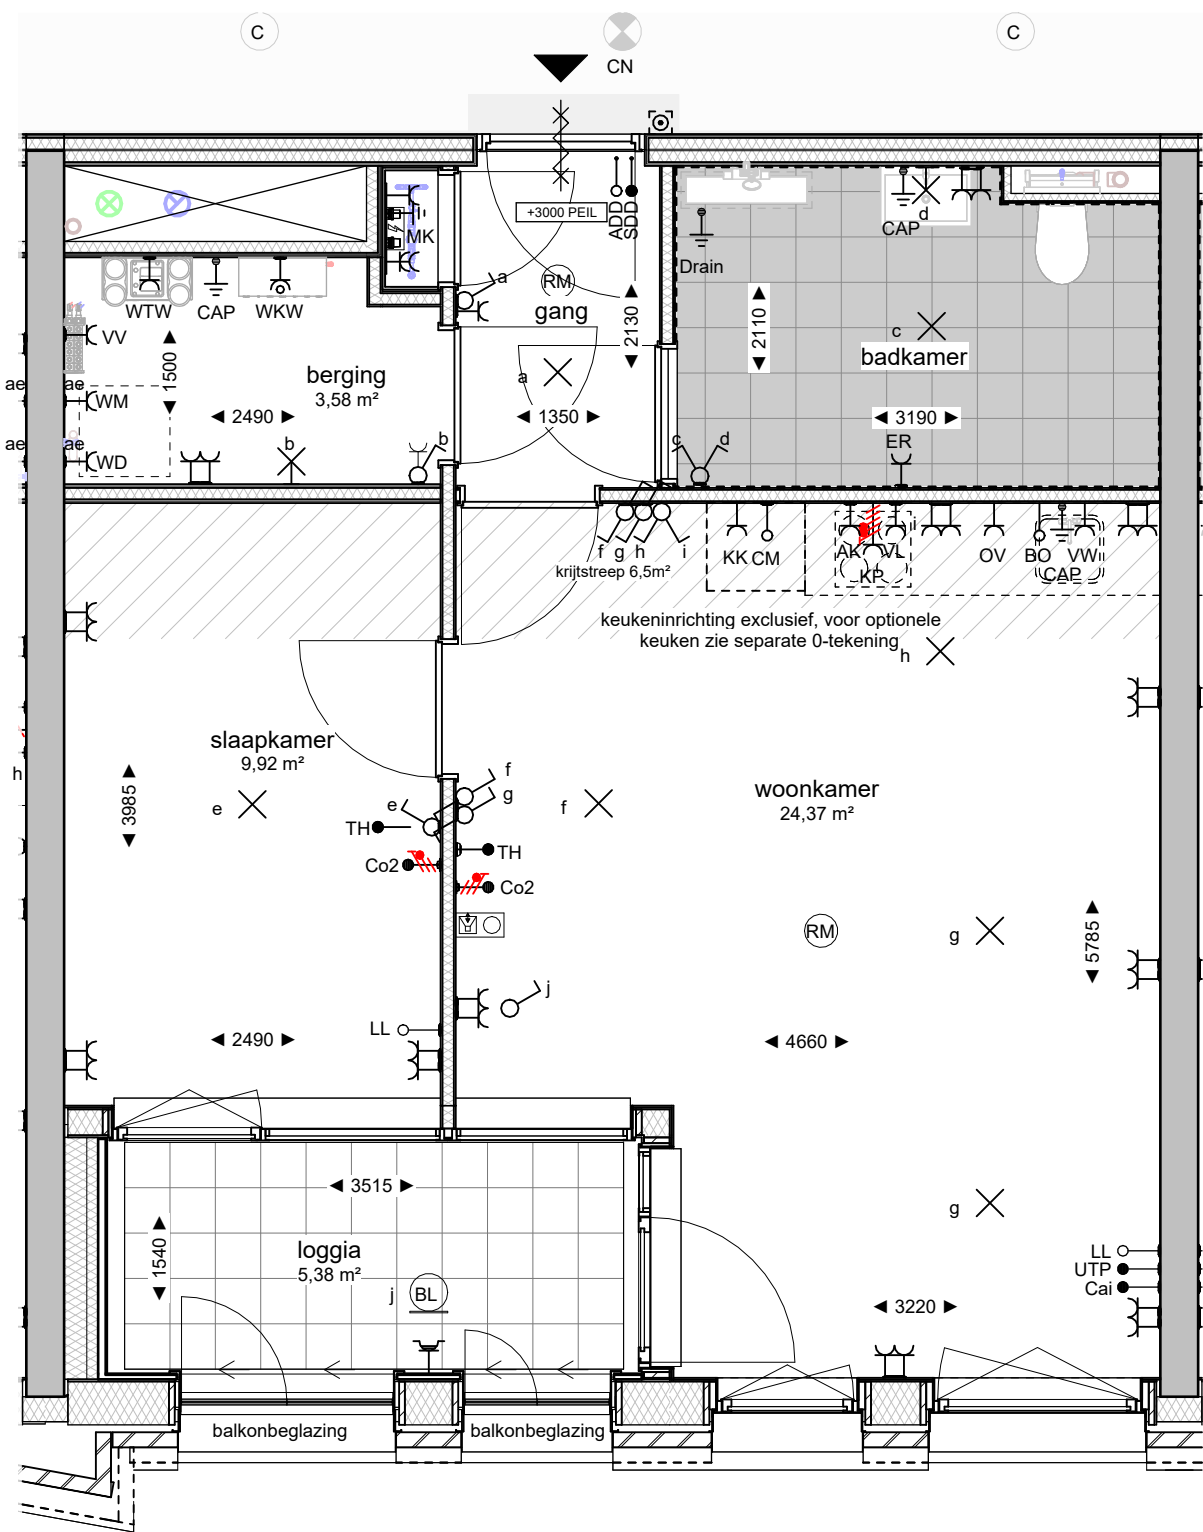 C
CN
C
+3000 PEIL
ADD
SDD
MK
CAP
d
Drain
RM
a
gang
2130
2110
c
badkamer
WTW
CAP
WKW
VV
1500
berging
3,58 m²
a
ae
ae
WM
2490
1350
3190
ae
ae
WD
b
b
c
d
ER
f
g
h
i
krijtstreep 6,5m²
KK
CM
AK
VL
KP
OV
BO
VW
CAP
keukeninrichting exclusief, voor optionele
keuken zie separate 0-tekening
h
slaapkamer
9,92 m²
h
3985
e
e
f
g
f
woonkamer
24,37 m²
TH
TH
Co2
Co2
RM
g
5785
j
LL
2490
4660
3515
g
1540
loggia
5,38 m²
j
BL
LL
UTP
Cai
3220
balkonbeglazing
balkonbeglazing